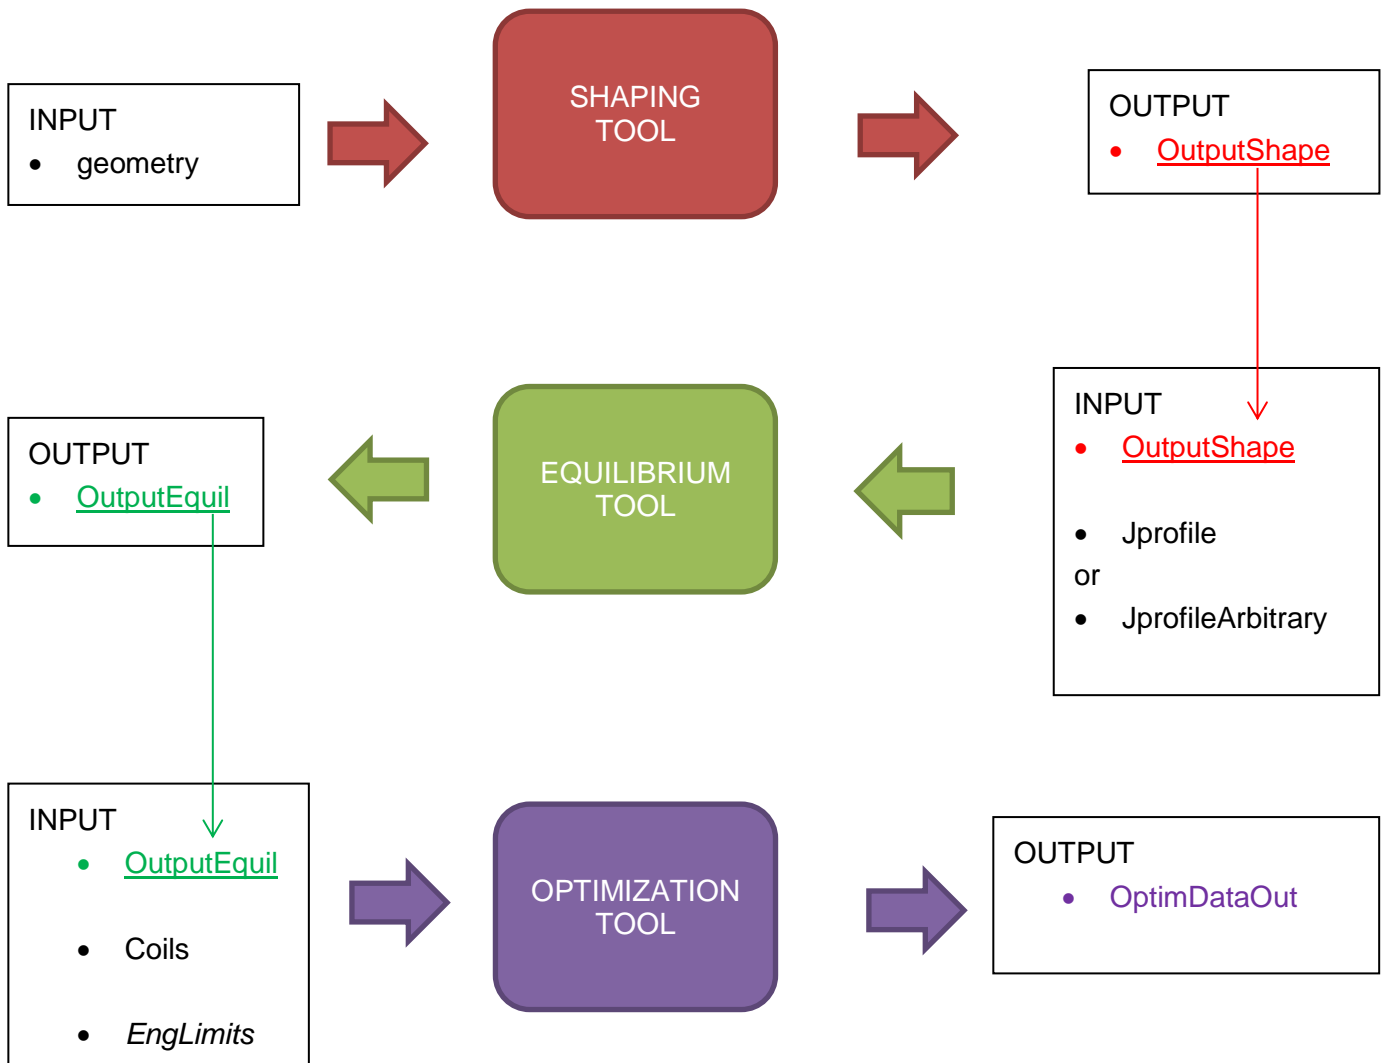 INPUT
• geometry
SHAPING
TOOL
OUTPUT
• OutputShape
INPUT
• OutputShape
• Jprofile
or
• JprofileArbitrary
EQUILIBRIUM
TOOL
OUTPUT
• OutputEquil
INPUT
• OutputEquil
• Coils
• EngLimits
OPTIMIZATION
TOOL
OUTPUT
• OptimDataOut